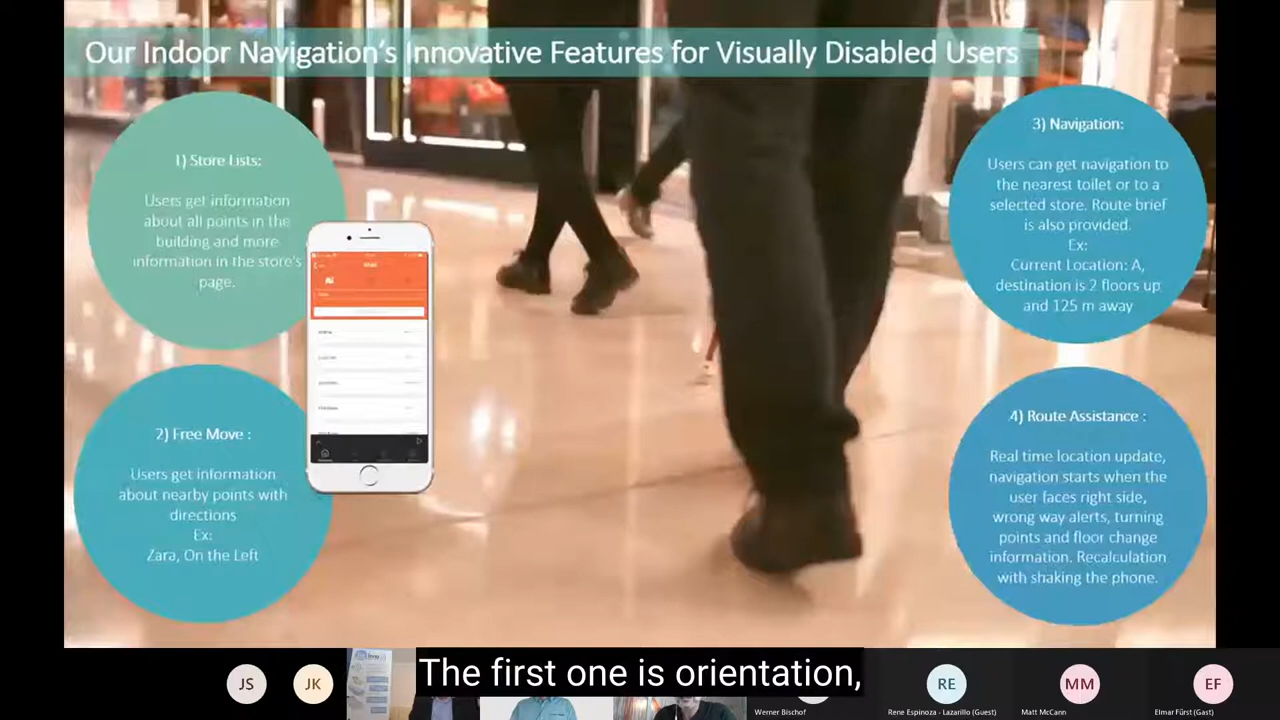 Our Indoor Navigation's Innovative Features for Visually Disabled Users
1) Store Lists:
Users get information
about all points in the
building and more
information in the store's
page.
2) Free Move :
Users get information
about nearby points with
directions
Ex:
Zara, On the Left
3) Navigation:
Users can get navigation to
the nearest toilet or to a
selected store. Route brief
is also provided.
Ex:
Current Location: A,
destination is 2 floors up
and 125 m away
4) Route Assistance :
Real time location update,
navigation starts when the
user faces right side,
wrong way alerts, turning
points and floor change
information. Recalculation
with shaking the phone.
The first one is orientation,
JS
JK
RE
MM
EF
Werner Bischof
Rene Espinoza - Lazarillo (Guest)
Matt McCann
Elmar Fürst (Gast)